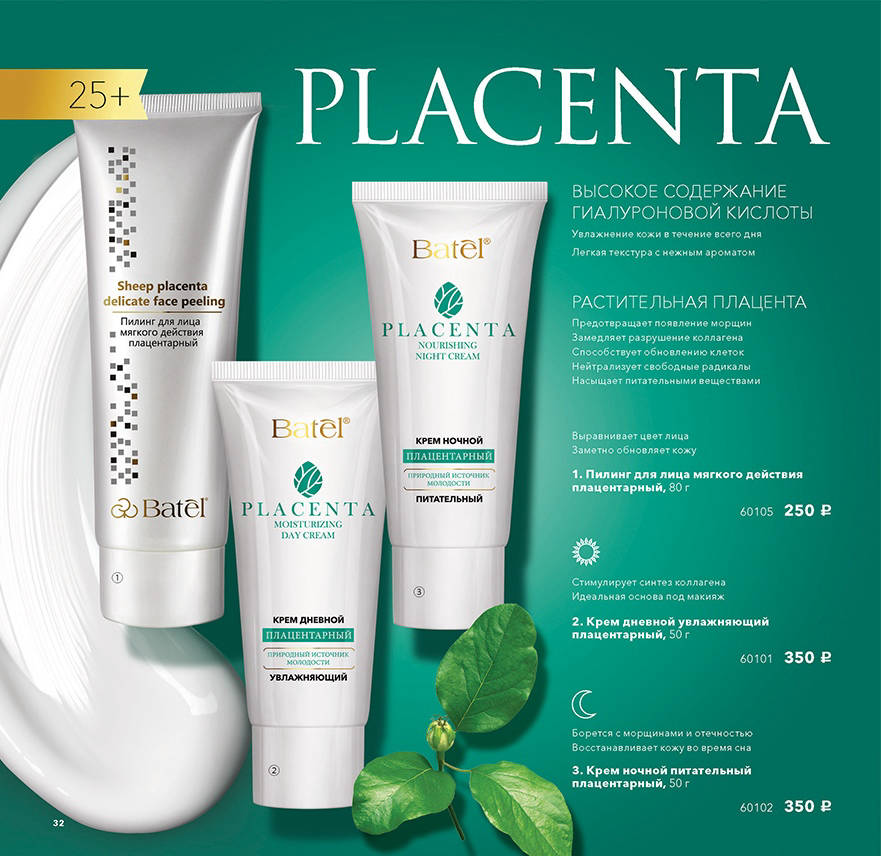 25+
PLACENTA
Sheep placenta
delicate face peeling
Пилинг для лица
мягкого действия
плацентарный
Batel®
1
Batel®
PLACENTA
MOISTURIZING
DAY CREAM
КРЕМ ДНЕВНОЙ
ПЛАЦЕНТАРНЫЙ
ПРИРОДНЫЙ ИСТОЧНИК
МОЛОДОСТИ
УВЛАЖНЯЮЩИЙ
2
Batel®
PLACENTA
NOURISHING
NIGHT CREAM
КРЕМ НОЧНОЙ
ПЛАЦЕНТАРНЫЙ
ПРИРОДНЫЙ ИСТОЧНИК
МОЛОДОСТИ
ПИТАТЕЛЬНЫЙ
3
ВЫСОКОЕ СОДЕРЖАНИЕ
ГИАЛУРОНОВОЙ КИСЛОТЫ
Увлажнение кожи в течение всего дня
Легкая текстура с нежным ароматом
РАСТИТЕЛЬНАЯ ПЛАЦЕНТА
Предотвращает появление морщин
Замедляет разрушение коллагена
Способствует обновлению клеток
Нейтрализует свободные радикалы
Насыщает питательными веществами
Выравнивает цвет лица
Заметно обновляет кожу
1. Пилинг для лица мягкого действия
плацентарный, 80 г
60105 250 ₽
Стимулирует синтез коллагена
Идеальная основа под макияж
2. Крем дневной увлажняющий
плацентарный, 50 г
60101 350 ₽
Борется с морщинами и отечностью
Восстанавливает кожу во время сна
3. Крем ночной питательный
плацентарный, 50 г
60102 350 ₽
32